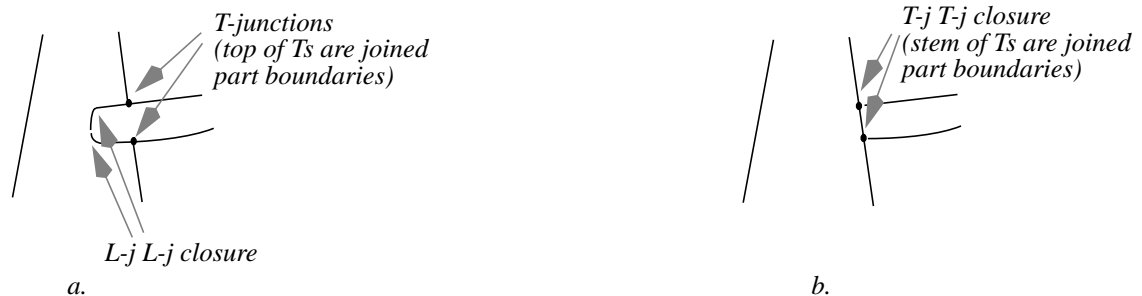 T-junctions
(top of Ts are joined
part boundaries)
L-j L-j closure
a.
T-j T-j closure
(stem of Ts are joined
part boundaries)
b.